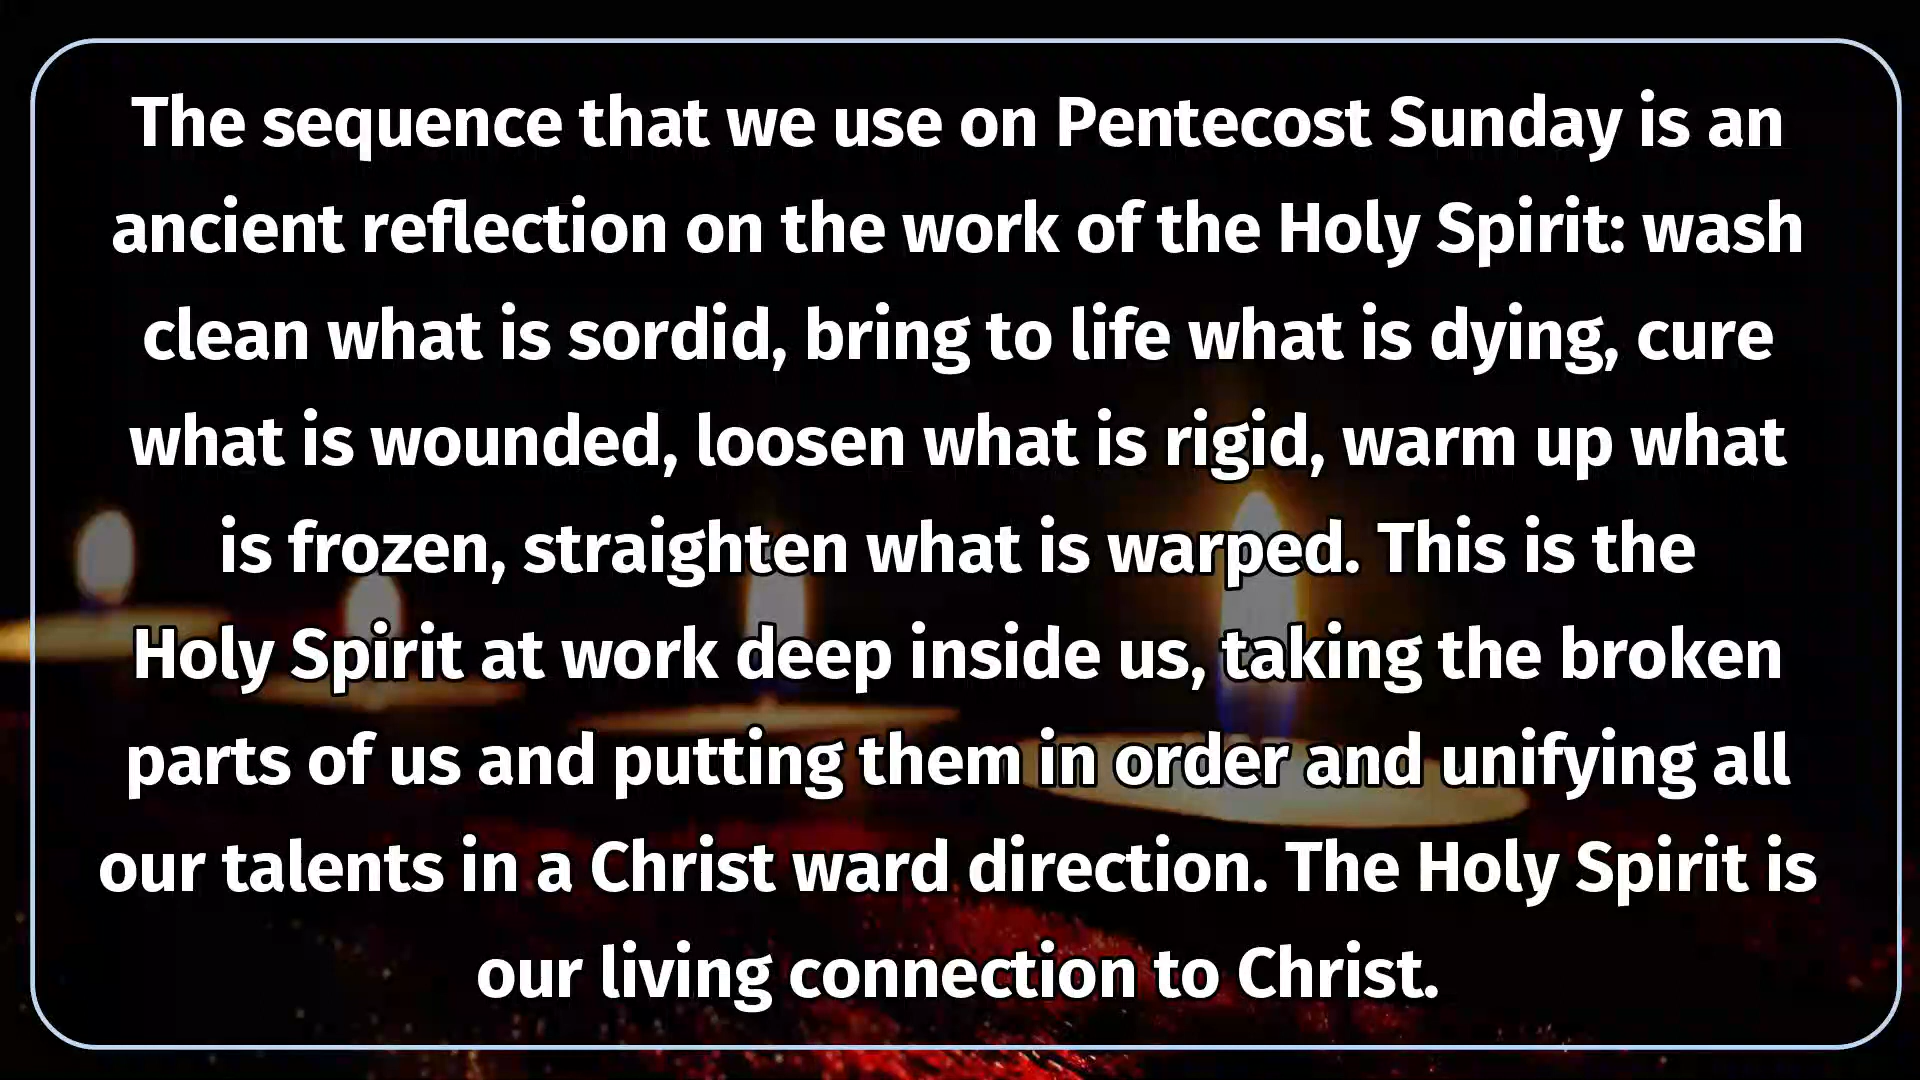 The sequence that we use on Pentecost Sunday is an
ancient reflection on the work of the Holy Spirit: wash
clean what is sordid, bring to life what is dying, cure
what is wounded, loosen what is rigid, warm up what
is frozen, straighten what is warped. This is the
Holy Spirit at work deep inside us, taking the broken
parts of us and putting them in order and unifying all
our talents in a Christ ward direction. The Holy Spirit is
our living connection to Christ.